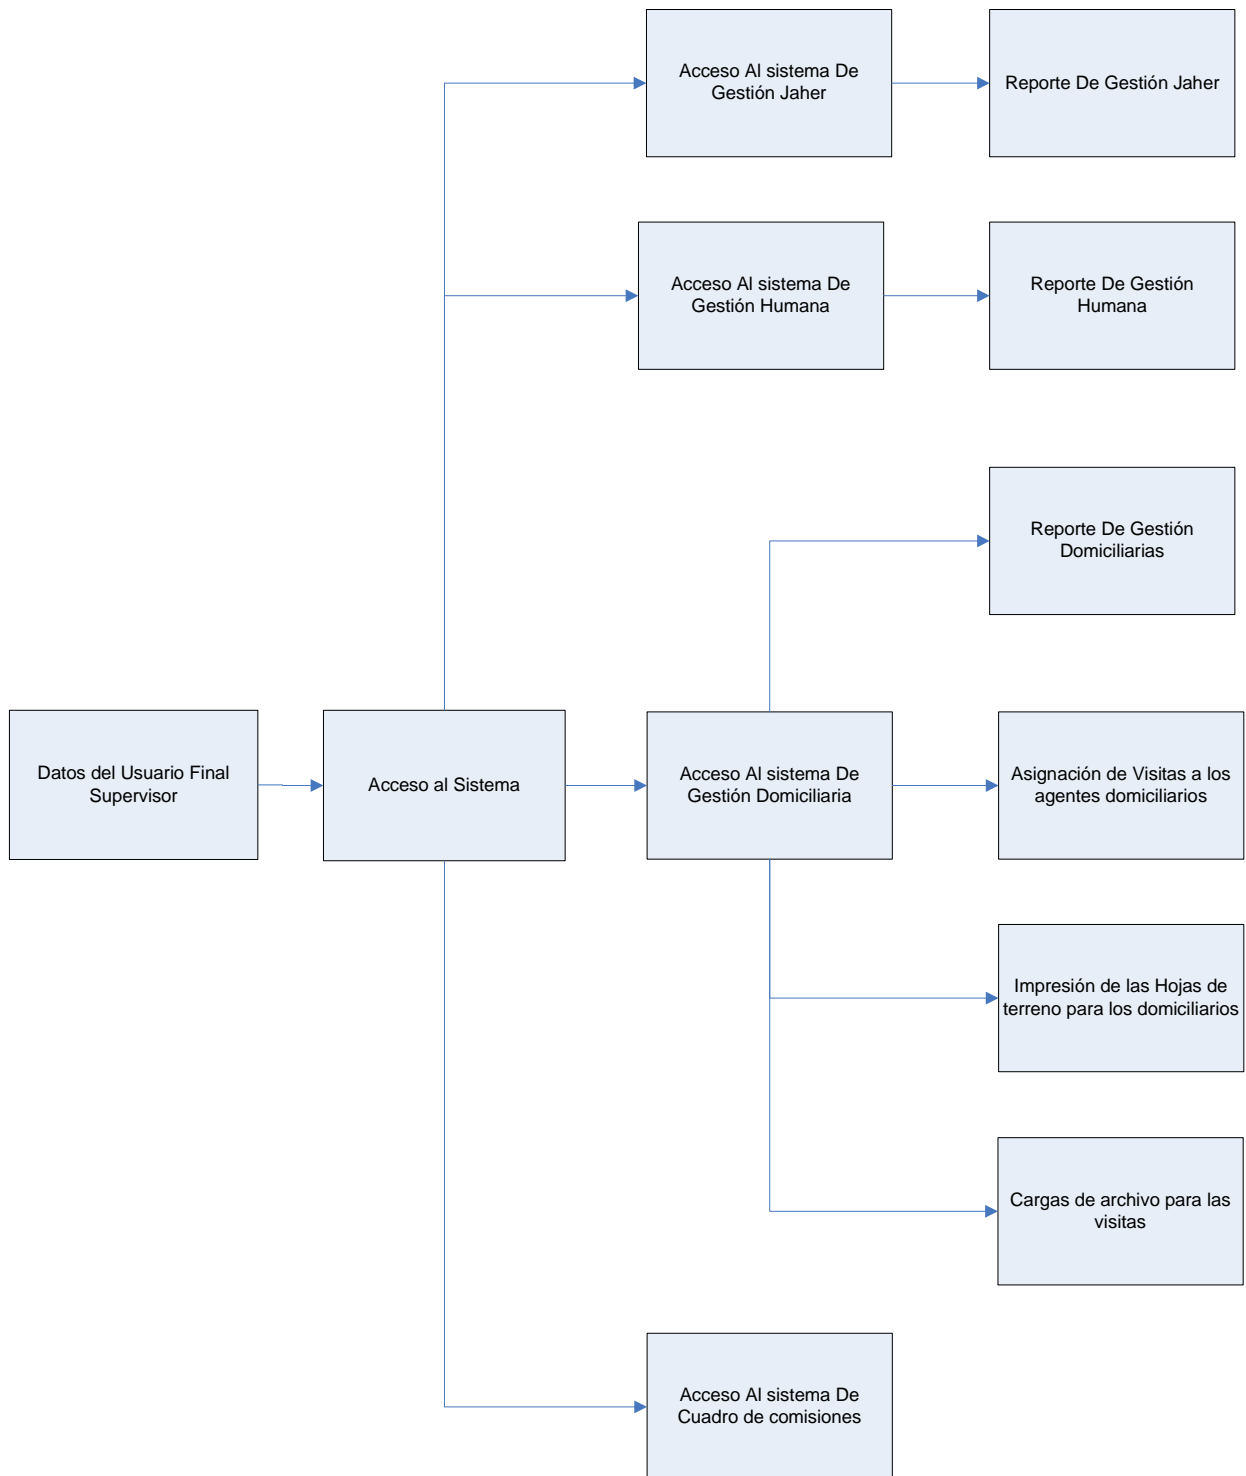 Acceso Al sistema De
Gestión Jaher
Reporte De Gestión Jaher
Acceso Al sistema De
Gestión Humana
Reporte De Gestión
Humana
Reporte De Gestión
Domiciliarias
Datos del Usuario Final
Supervisor
Acceso al Sistema
Acceso Al sistema De
Gestión Domiciliaria
Asignación de Visitas a los
agentes domiciliarios
Impresión de las Hojas de
terreno para los domiciliarios
Cargas de archivo para las
visitas
Acceso Al sistema De
Cuadro de comisiones